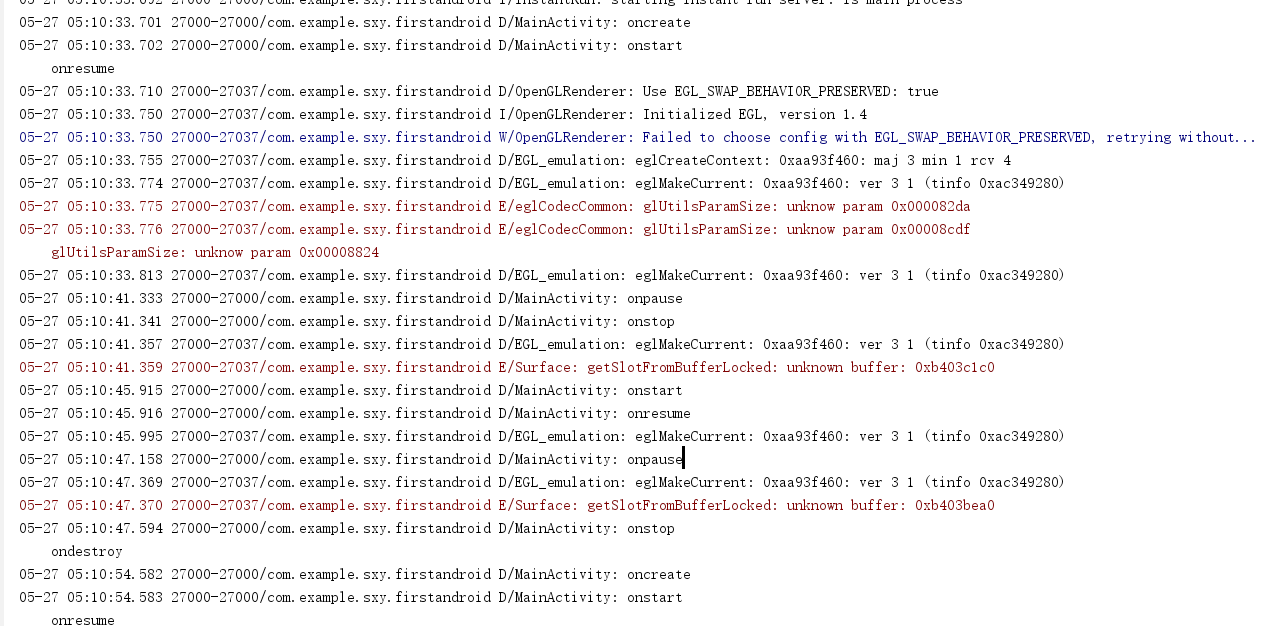 05-27 05:10:33.692 27000-27000/com.example.sxy.firstandroid I/InstantRun: starting instant run server: is main process
05-27 05:10:33.701 27000-27000/com.example.sxy.firstandroid D/MainActivity: oncreate
05-27 05:10:33.702 27000-27000/com.example.sxy.firstandroid D/MainActivity: onstart
onresume
05-27 05:10:33.710 27000-27037/com.example.sxy.firstandroid D/OpenGLRenderer: Use EGL_SWAP_BEHAVIOR_PRESERVED: true
05-27 05:10:33.750 27000-27037/com.example.sxy.firstandroid I/OpenGLRenderer: Initialized EGL, version 1.4
05-27 05:10:33.750 27000-27037/com.example.sxy.firstandroid W/OpenGLRenderer: Failed to choose config with EGL_SWAP_BEHAVIOR_PRESERVED, retrying without...
05-27 05:10:33.755 27000-27037/com.example.sxy.firstandroid D/EGL_emulation: eglCreateContext: 0xaa93f460: maj 3 min 1 rcv 4
05-27 05:10:33.774 27000-27037/com.example.sxy.firstandroid D/EGL_emulation: eglMakeCurrent: 0xaa93f460: ver 3 1 (tinfo 0xac349280)
05-27 05:10:33.775 27000-27037/com.example.sxy.firstandroid E/eglCodecCommon: glUtilsParamSize: unknow param 0x000082da
05-27 05:10:33.776 27000-27037/com.example.sxy.firstandroid E/eglCodecCommon: glUtilsParamSize: unknow param 0x00008cdf
glUtilsParamSize: unknow param 0x00008824
05-27 05:10:33.813 27000-27037/com.example.sxy.firstandroid D/EGL_emulation: eglMakeCurrent: 0xaa93f460: ver 3 1 (tinfo 0xac349280)
05-27 05:10:41.333 27000-27000/com.example.sxy.firstandroid D/MainActivity: onpause
05-27 05:10:41.341 27000-27000/com.example.sxy.firstandroid D/MainActivity: onstop
05-27 05:10:41.357 27000-27037/com.example.sxy.firstandroid D/EGL_emulation: eglMakeCurrent: 0xaa93f460: ver 3 1 (tinfo 0xac349280)
05-27 05:10:41.359 27000-27037/com.example.sxy.firstandroid E/Surface: getSlotFromBufferLocked: unknown buffer: 0xb403c1c0
05-27 05:10:45.915 27000-27000/com.example.sxy.firstandroid D/MainActivity: onstart
05-27 05:10:45.916 27000-27000/com.example.sxy.firstandroid D/MainActivity: onresume
05-27 05:10:45.995 27000-27037/com.example.sxy.firstandroid D/EGL_emulation: eglMakeCurrent: 0xaa93f460: ver 3 1 (tinfo 0xac349280)
05-27 05:10:47.158 27000-27000/com.example.sxy.firstandroid D/MainActivity: onpause
05-27 05:10:47.369 27000-27037/com.example.sxy.firstandroid D/EGL_emulation: eglMakeCurrent: 0xaa93f460: ver 3 1 (tinfo 0xac349280)
05-27 05:10:47.370 27000-27037/com.example.sxy.firstandroid E/Surface: getSlotFromBufferLocked: unknown buffer: 0xb403bea0
05-27 05:10:47.594 27000-27000/com.example.sxy.firstandroid D/MainActivity: onstop
ondestroy
05-27 05:10:54.582 27000-27000/com.example.sxy.firstandroid D/MainActivity: oncreate
05-27 05:10:54.583 27000-27000/com.example.sxy.firstandroid D/MainActivity: onstart
onresume